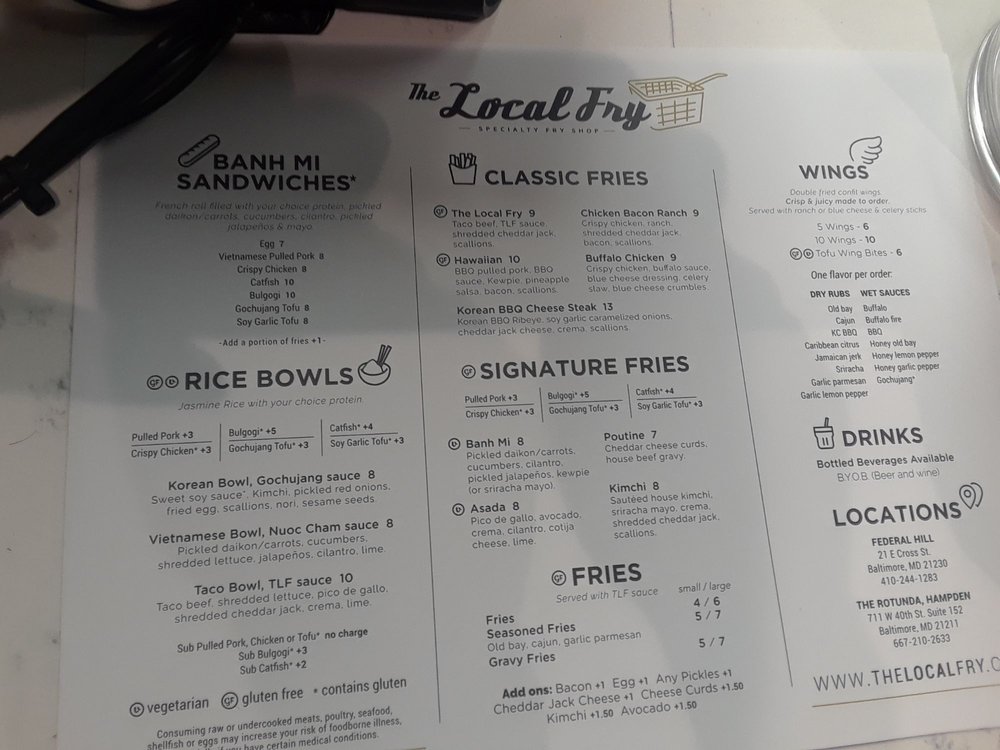 The Local Fry
SPECIALTY FRY SHOP
BANH MI
SANDWICHES*
French roll filled with your choice protein, pickled
daikon/carrots, cucumbers, cilantro, pickled
jalapeños & mayo.
Egg 7
Vietnamese Pulled Pork 8
Crispy Chicken 8
Catfish 10
Bulgogi 10
Gochujang Tofu 8
Soy Garlic Tofu 8
-Add a portion of fries +1-
GF RICE BOWLS
Jasmine Rice with your choice protein.
Pulled Pork +3 Bulgogi* +5 Catfish* +4
Crispy Chicken* +3 Gochujang Tofu* +3 Soy Garlic Tofu* +3
Korean Bowl, Gochujang sauce 8
Sweet soy sauce*, Kimchi, pickled red onions,
fried egg, scallions, nori, sesame seeds.
Vietnamese Bowl, Nuoc Cham sauce 8
Pickled daikon/carrots, cucumbers,
shredded lettuce, jalapeños, cilantro, lime.
Taco Bowl, TLF sauce 10
Taco beef, shredded lettuce, pico de gallo,
shredded cheddar jack, crema, lime.
Sub Pulled Pork, Chicken or Tofu* no charge
Sub Bulgogi* +3
Sub Catfish* +2
vegetarian GF gluten free * contains gluten
Consuming raw or undercooked meats, poultry, seafood,
shellfish or eggs may increase your risk of foodborne illness,
you have certain medical conditions.
CLASSIC FRIES
GF The Local Fry 9
Taco beef, TLF sauce,
shredded cheddar jack,
scallions.
GF Hawaiian 10
BBQ pulled pork, BBQ
sauce, Kewpie, pineapple
salsa, bacon, scallions.
Chicken Bacon Ranch 9
Crispy chicken, ranch,
shredded cheddar jack,
bacon, scallions.
Buffalo Chicken 9
Crispy chicken, buffalo sauce,
blue cheese dressing, celery
slaw, blue cheese crumbles.
Korean BBQ Cheese Steak 13
Korean BBQ Ribeye, soy garlic caramelized onions,
cheddar jack cheese, crema, scallions.
GF SIGNATURE FRIES
Pulled Pork +3 Bulgogi* +5 Catfish* +4
Crispy Chicken* +3 Gochujang Tofu* +3 Soy Garlic Tofu* +3
Banh Mi 8
Pickled daikon/carrots,
cucumbers, cilantro,
pickled jalapeños, kewpie
(or sriracha mayo).
Asada 8
Pico de gallo, avocado,
crema, cilantro, cotija
cheese, lime.
Poutine 7
Cheddar cheese curds,
house beef gravy.
Kimchi 8
Sautèed house kimchi,
sriracha mayo, crema,
shredded cheddar jack,
scallions.
GF FRIES
Served with TLF sauce
small / large
Fries 4 / 6
Seasoned Fries 5 / 7
Old bay, cajun, garlic parmesan
Gravy Fries 5 / 7
Add ons: Bacon +1 Egg +1 Any Pickles +1
Cheddar Jack Cheese +1 Cheese Curds +1.50
Kimchi +1.50 Avocado +1.50
WINGS
Double fried confit wings.
Crisp & juicy made to order.
Served with ranch or blue cheese & celery sticks.
5 Wings - 6
10 Wings - 10
GF Tofu Wing Bites - 6
One flavor per order:
DRY RUBS WET SAUCES
Old bay Buffalo
Cajun Buffalo fire
KC BBQ BBQ
Caribbean citrus Honey old bay
Jamaican jerk Honey lemon pepper
Sriracha Honey garlic pepper
Garlic parmesan Gochujang*
Garlic lemon pepper
DRINKS
Bottled Beverages Available
B.Y.O.B. (Beer and wine)
LOCATIONS
FEDERAL HILL
21 E Cross St.
Baltimore, MD 21230
410-244-1283
THE ROTUNDA, HAMPDEN
711 W 40th St. Suite 152
Baltimore, MD 21211
667-210-2633
WWW.THELOCALFRY.C